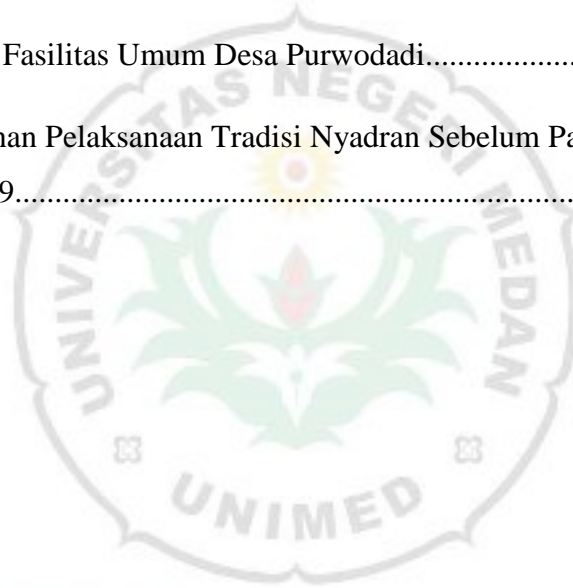 Fasilitas Umum Desa Purwodadi..................
nan Pelaksanaan Tradisi Nyadran Sebelum Pa
9......................................................................
UNIVERSITAS NEGERI MEDAN
UNIMED